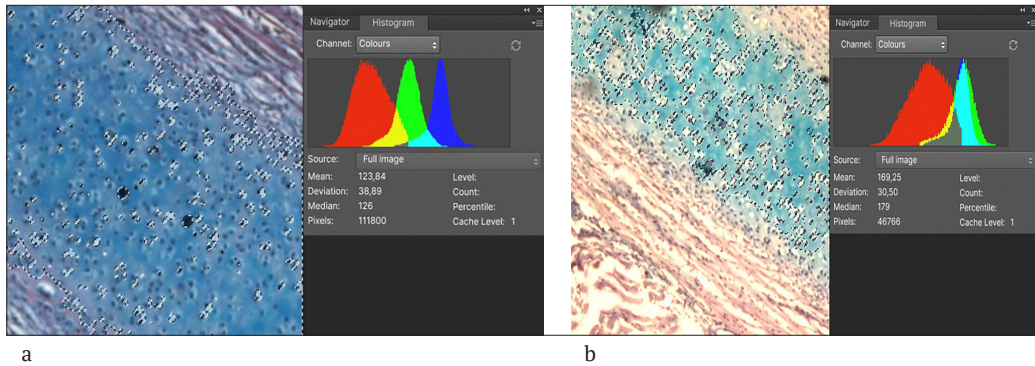 Navigator Histogram
Channel: Colours
Source: Full image
Mean: 123,84 Level:
Deviation: 38,89 Count:
Median: 126 Percentile:
Pixels: 111800 Cache Level: 1
a
Navigator Histogram
Channel: Colours
Source: Full image
Mean: 169,25 Level:
Deviation: 30,50 Count:
Median: 179 Percentile:
Pixels: 46766 Cache Level: 1
b